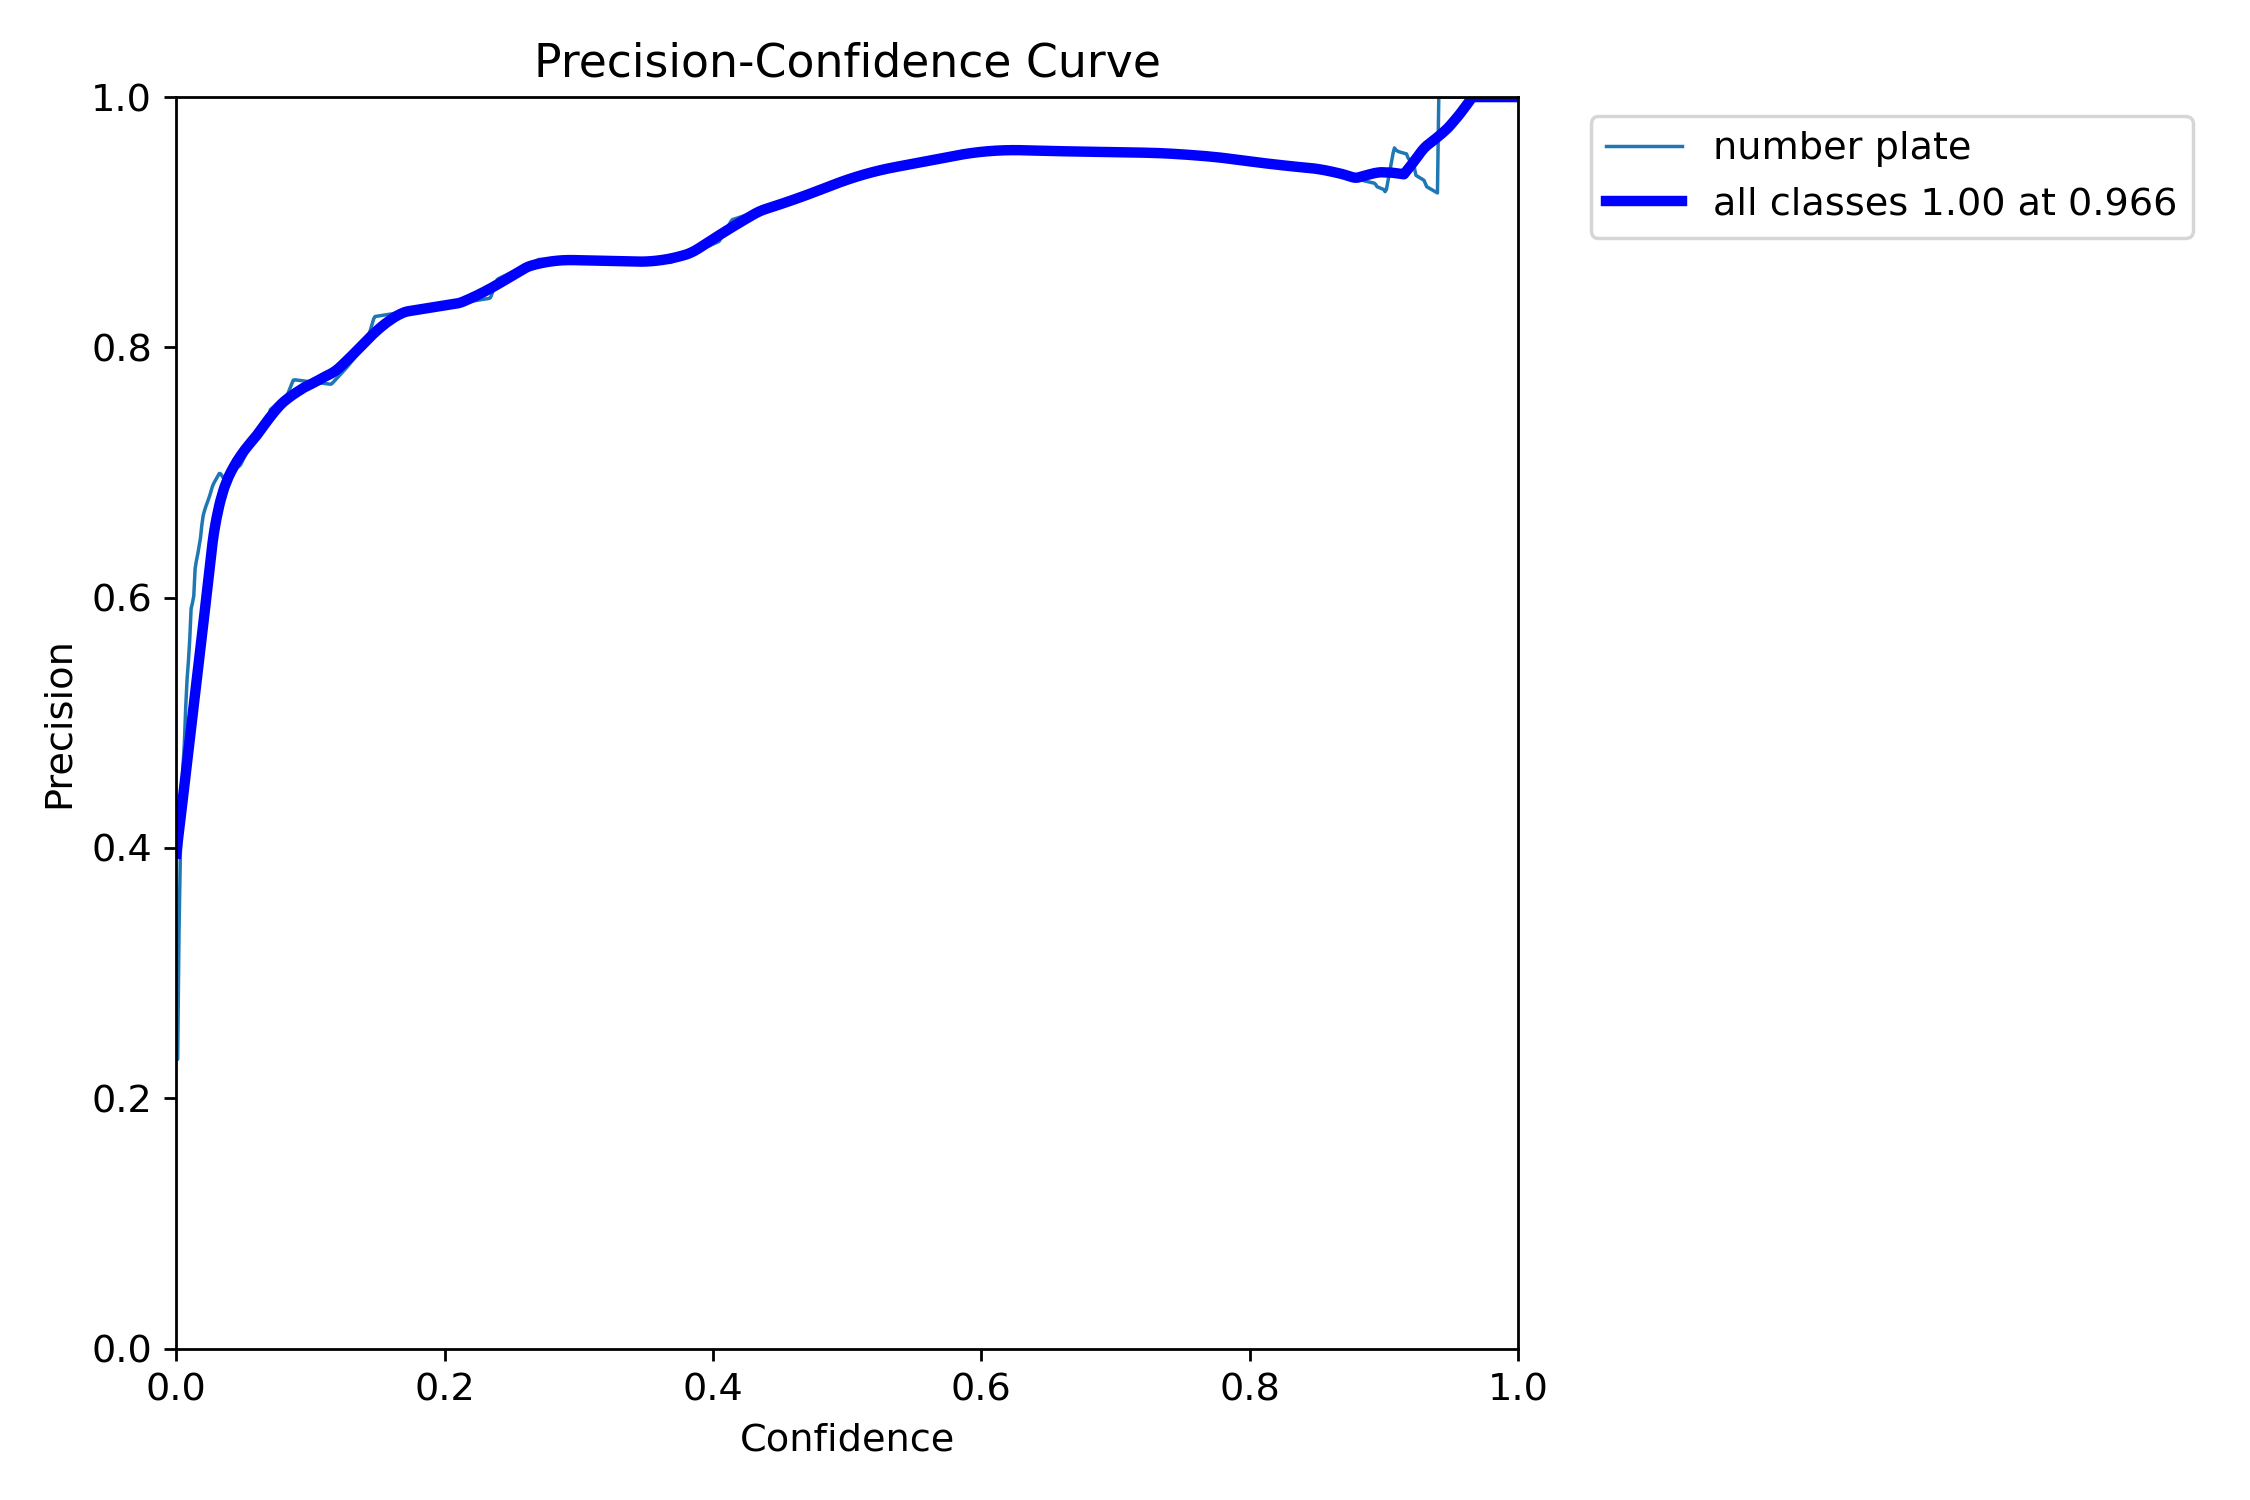 Precision-Confidence Curve
1.0
0.8
0.6
0.4
0.2
0.0
Precision
0.0 0.2 0.4 0.6 0.8 1.0
Confidence
number plate
all classes 1.00 at 0.966